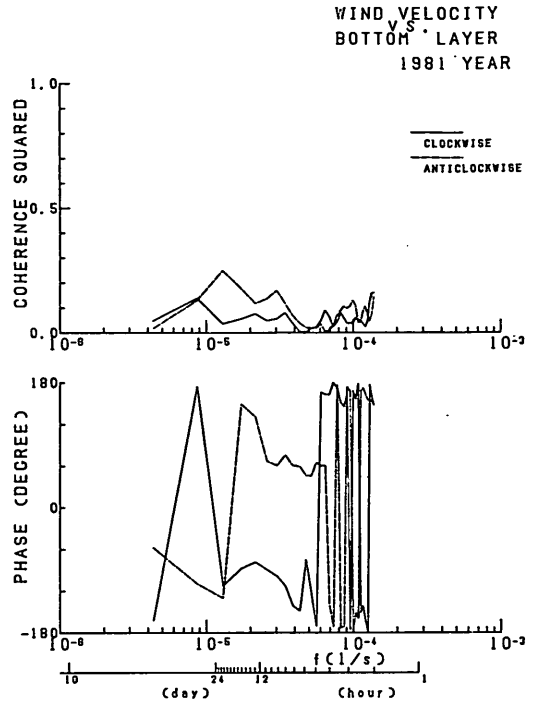 WIND VELOCITY
VS.
BOTTOM LAYER
1981 YEAR
CLOCKWISE
ANTICLOCKWISE
COHERENCE SQUARED
1.0
0.5
0.0
10⁻⁶ 10⁻⁵ 10⁻⁴ 10⁻³
PHASE (DEGREE)
180
0
-180
10⁻⁶ 10⁻⁵ 10⁻⁴ 10⁻³
f(1/s)
10 24 12 1
(day) (hour)